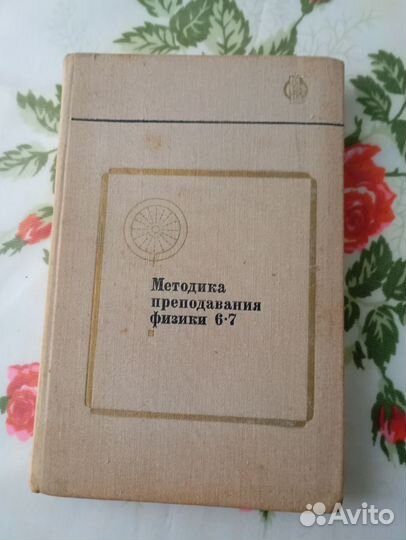 Методика
преподавания
физики 6·7
Avito